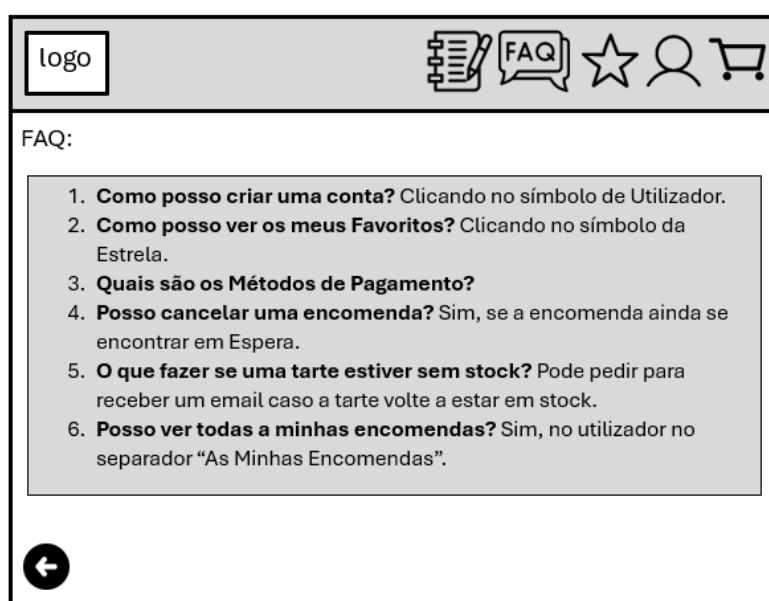 logo
FAQ
FAQ:
1. Como posso criar uma conta? Clicando no símbolo de Utilizador.
2. Como posso ver os meus Favoritos? Clicando no símbolo da
Estrela.
3. Quais são os Métodos de Pagamento?
4. Posso cancelar uma encomenda? Sim, se a encomenda ainda se
encontrar em Espera.
5. O que fazer se uma tarte estiver sem stock? Pode pedir para
receber um email caso a tarte volte a estar em stock.
6. Posso ver todas a minhas encomendas? Sim, no utilizador no
separador “As Minhas Encomendas”.